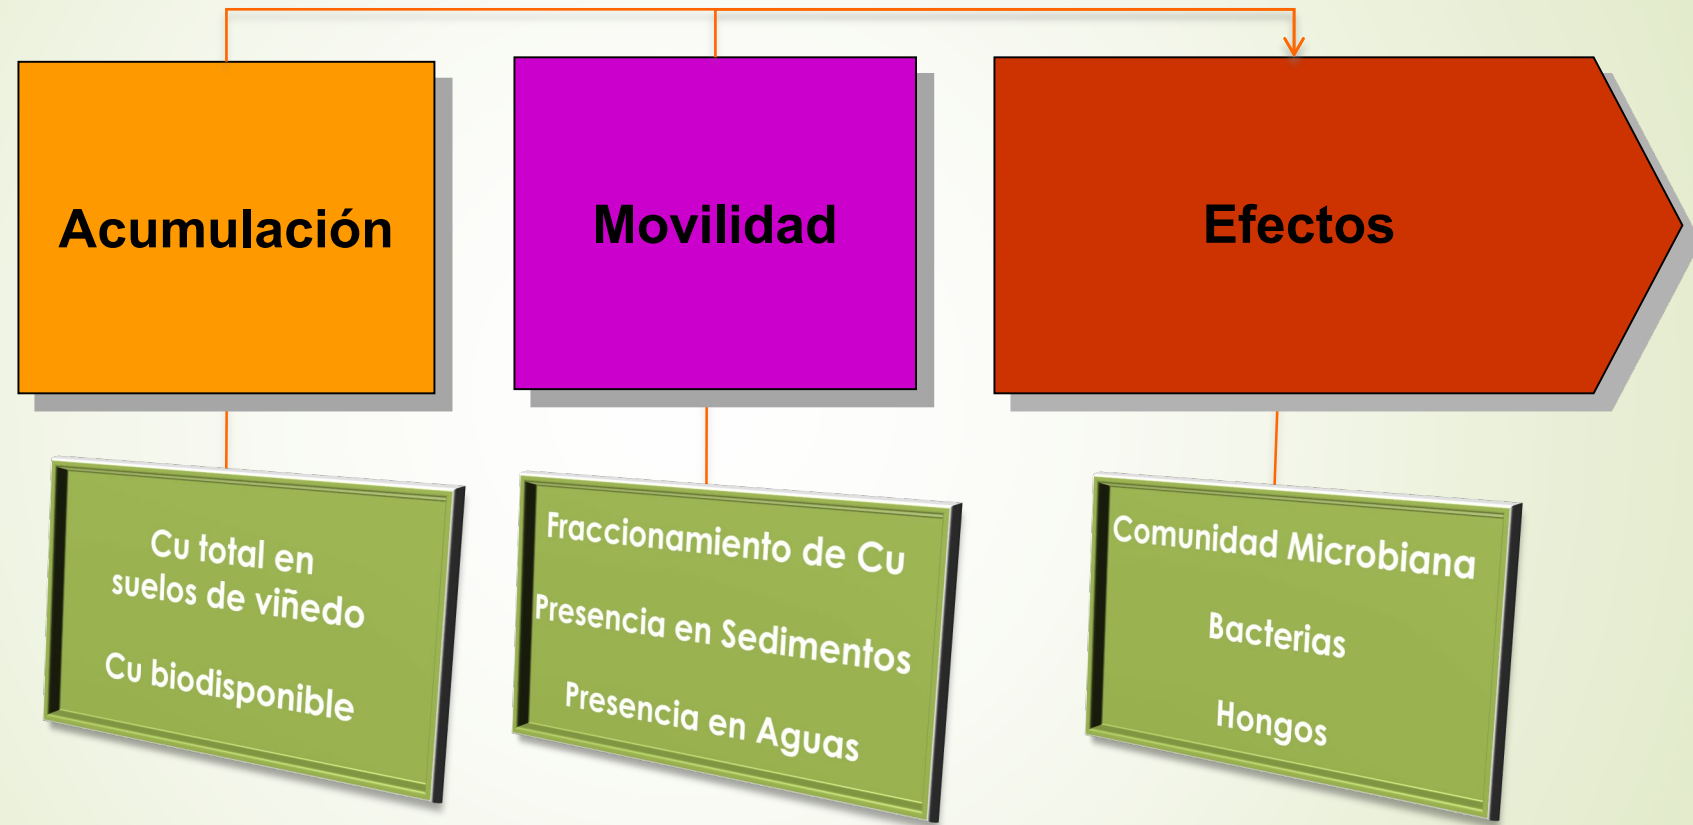 Acumulación
Movilidad
Efectos
Cu total en
suelos de viñedo
Cu biodisponible
Fraccionamiento de Cu
Presencia en Sedimentos
Presencia en Aguas
Comunidad Microbiana
Bacterias
Hongos